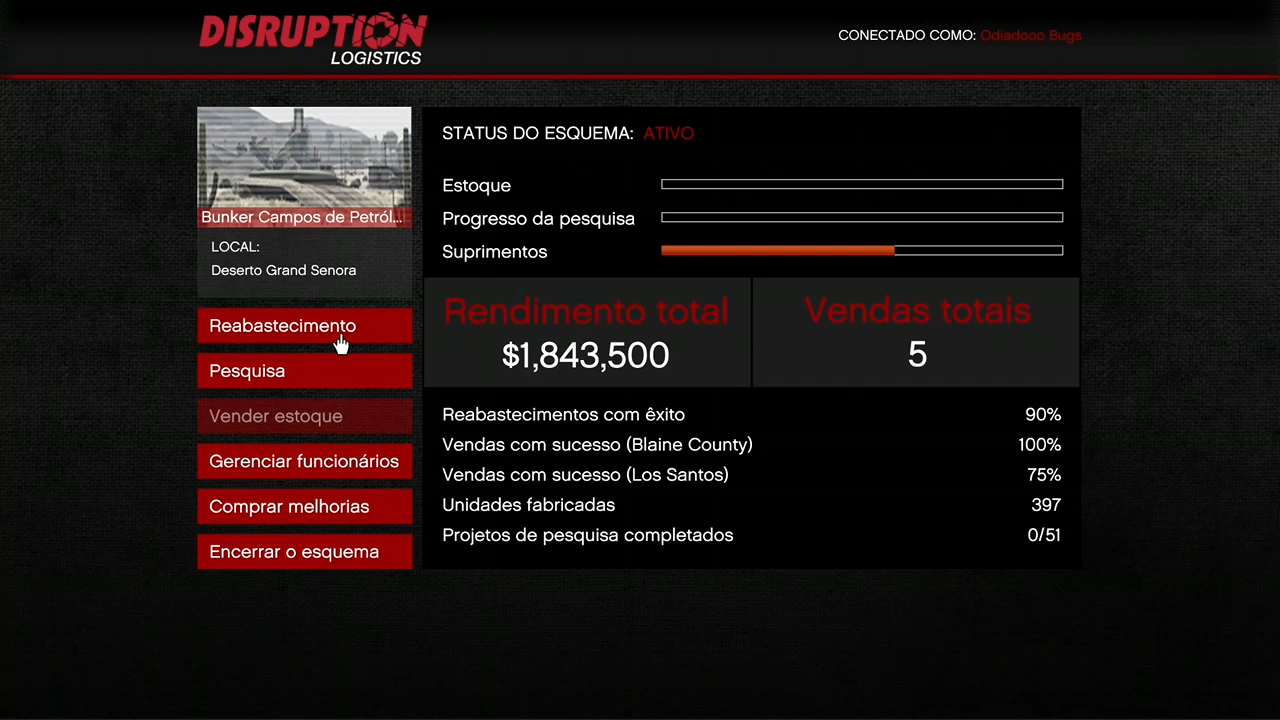 DISRUPTION
LOGISTICS
CONECTADO COMO: Odiadooo Bugs
Bunker Campos de Petról...
LOCAL:
Deserto Grand Senora
Reabastecimento
Pesquisa
Vender estoque
Gerenciar funcionários
Comprar melhorias
Encerrar o esquema
STATUS DO ESQUEMA: ATIVO
Estoque
Progresso da pesquisa
Suprimentos
Rendimento total
$1,843,500
Vendas totais
5
Reabastecimentos com êxito 90%
Vendas com sucesso (Blaine County) 100%
Vendas com sucesso (Los Santos) 75%
Unidades fabricadas 397
Projetos de pesquisa completados 0/51